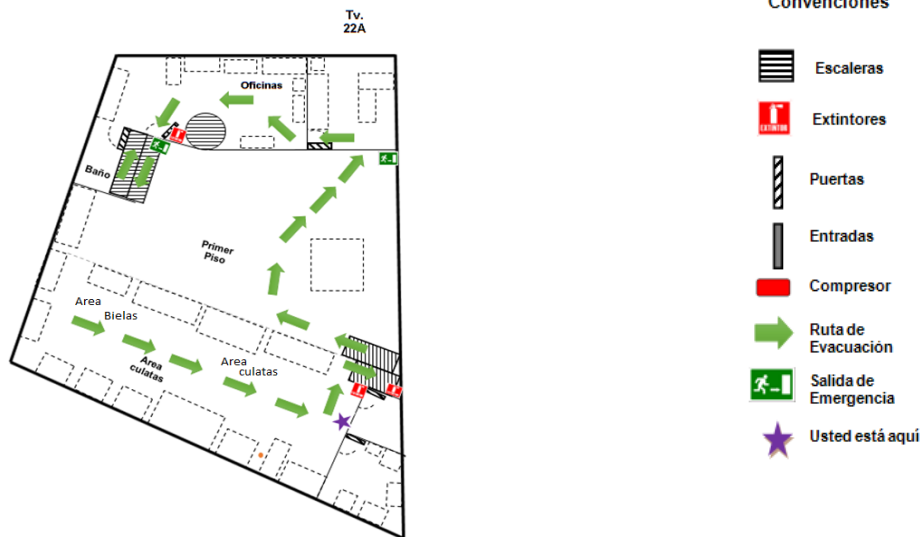 Tv.
22A
Oficinas
Baño
Primer
Piso
Area
Bielas
Area
culatas
Area
culatas
Convenciones
Escaleras
EXTINTOR
Extintores
Puertas
Entradas
Compresor
Ruta de
Evacuación
Salida de
Emergencia
Usted está aquí